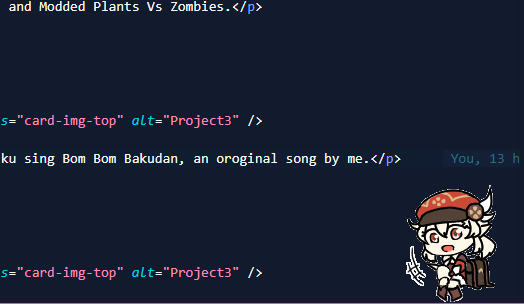 and Modded Plants Vs Zombies.</p>
s="card-img-top" alt="Project3" />
ku sing Bom Bom Bakudan, an oroginal song by me.</p> You, 13 h
s="card-img-top" alt="Project3" />